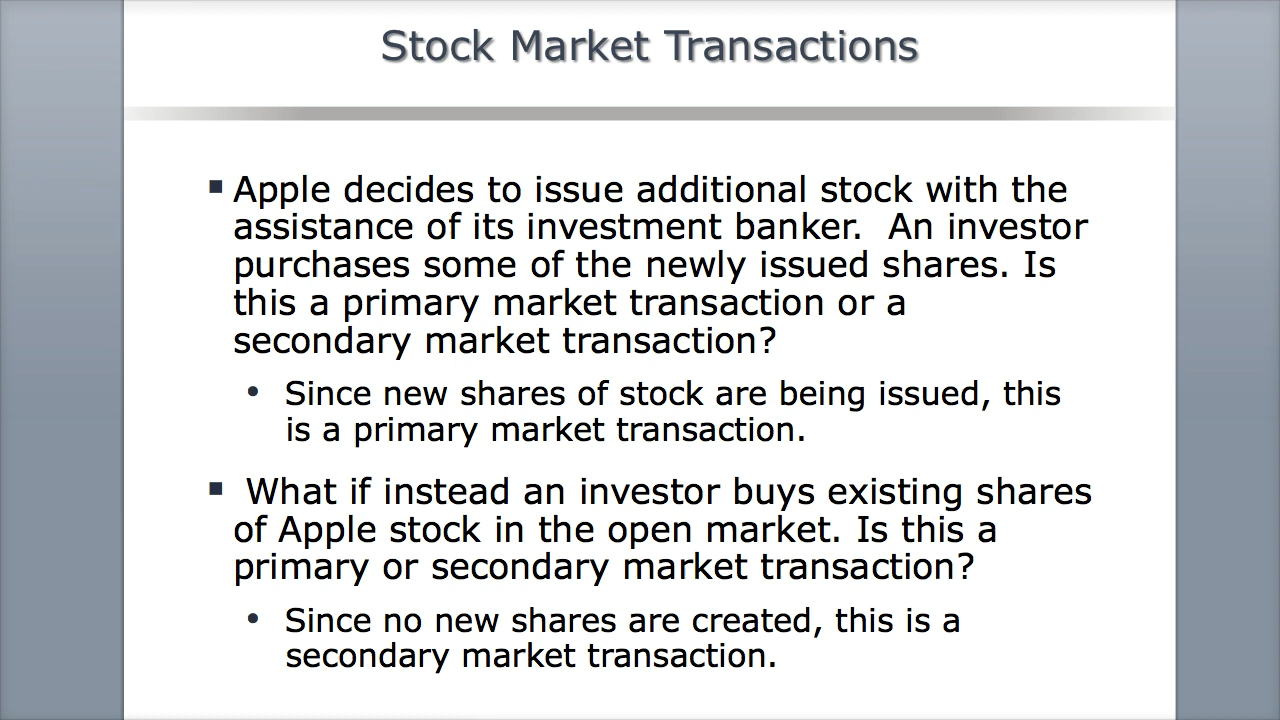 Stock Market Transactions
Apple decides to issue additional stock with the
assistance of its investment banker.  An investor
purchases some of the newly issued shares. Is
this a primary market transaction or a
secondary market transaction?
Since new shares of stock are being issued, this
is a primary market transaction.
What if instead an investor buys existing shares
of Apple stock in the open market. Is this a
primary or secondary market transaction?
Since no new shares are created, this is a
secondary market transaction.